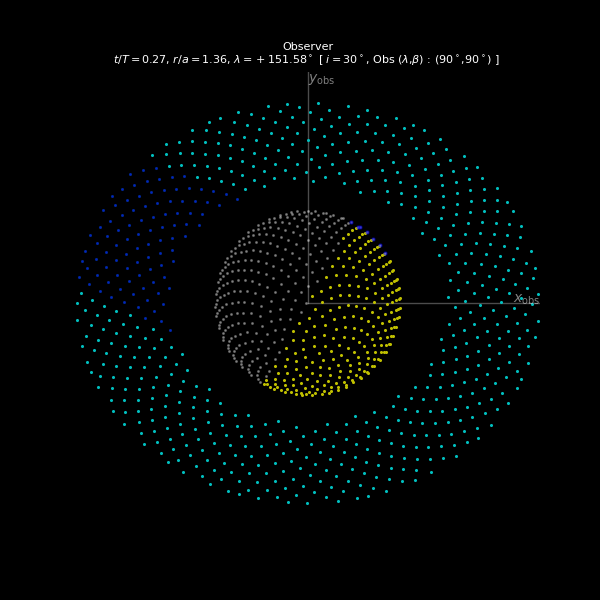 Observer
t/T = 0.27, r/a = 1.36, λ = +151.58° [ i = 30°, Obs (λ,β) : (90°,90°) ]
y_obs
x_obs